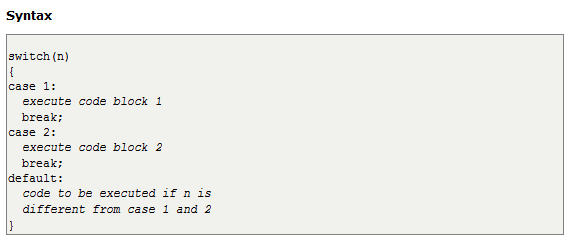 Syntax
switch(n)
{
case 1:
  execute code block 1
  break;
case 2:
  execute code block 2
  break;
default:
  code to be executed if n is
  different from case 1 and 2
}